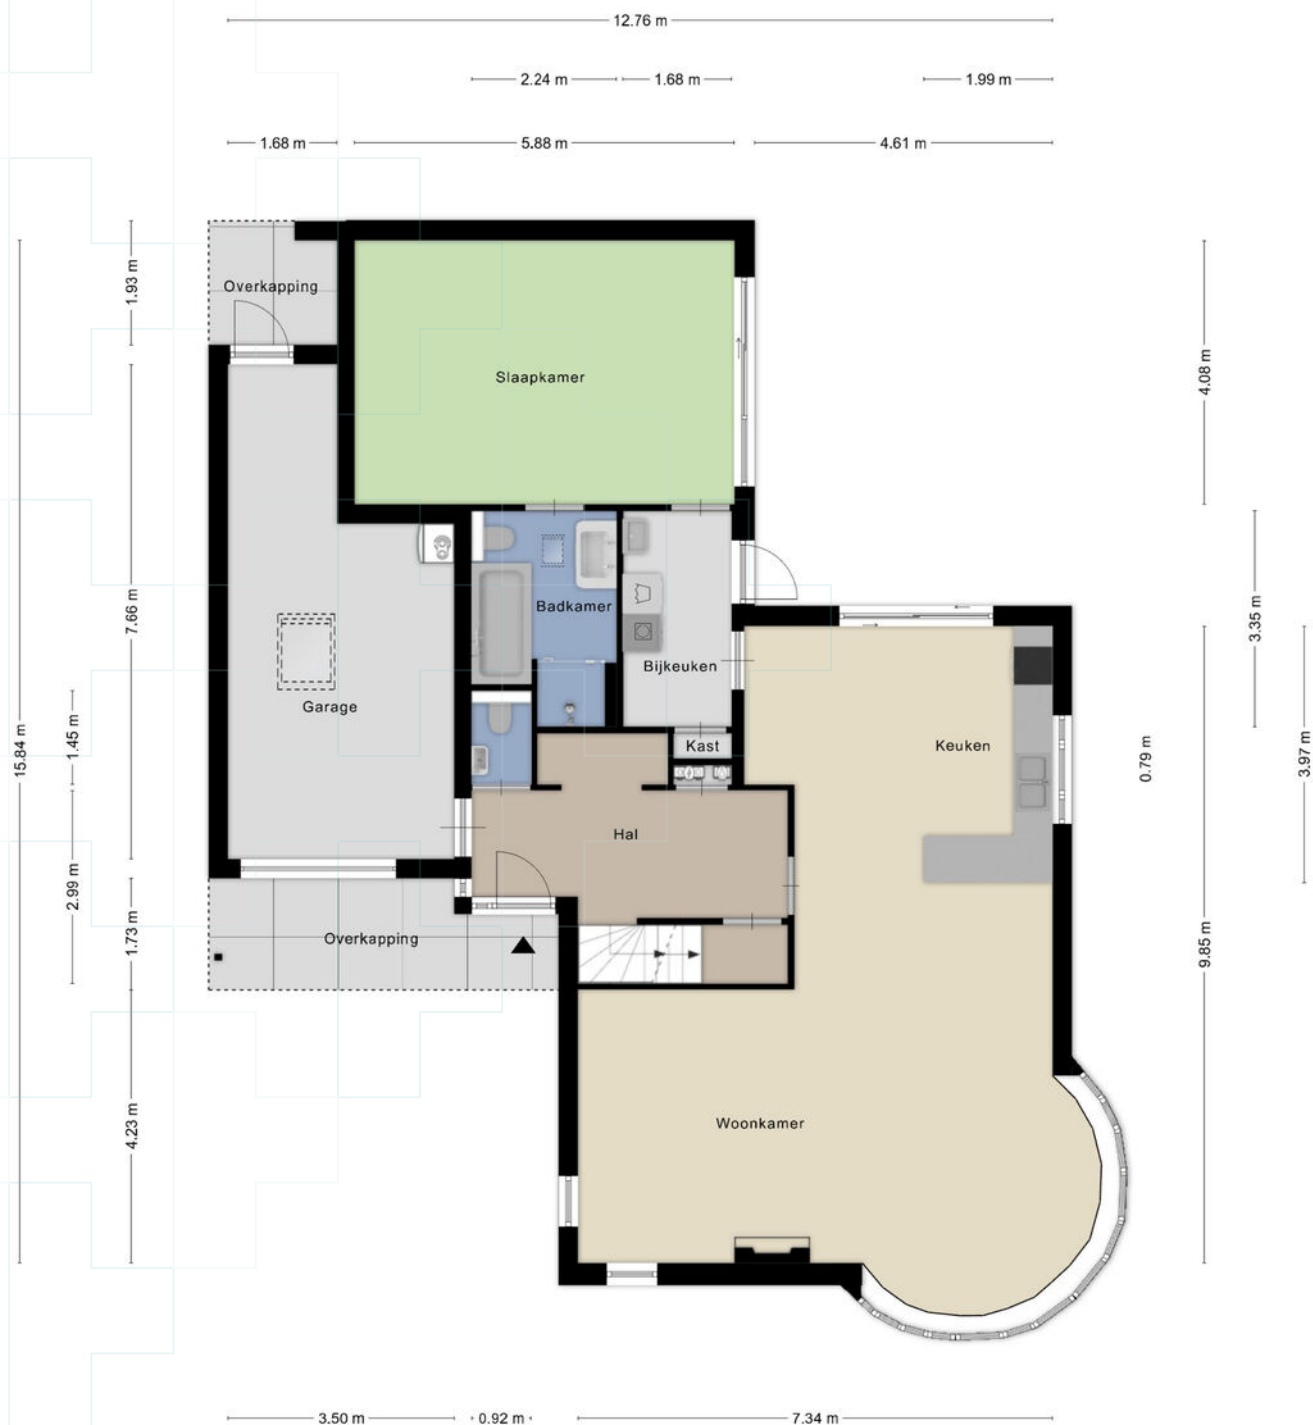 12.76 m
2.24 m
1.68 m
1.99 m
1.68 m
5.88 m
4.61 m
1.93 m
Overkapping
4.08 m
Slaapkamer
7.66 m
Badkamer
3.35 m
Bijkeuken
Garage
15.84 m
1.45 m
Kast
Keuken
0.79 m
3.97 m
Hal
2.99 m
1.73 m
Overkapping
9.85 m
4.23 m
Woonkamer
3.50 m
0.92 m
7.34 m